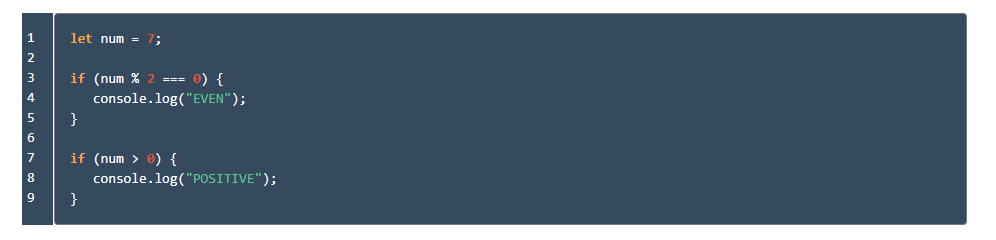 1 let num = 7;
2
3 if (num % 2 === 0) {
4    console.log("EVEN");
5 }
6
7 if (num > 0) {
8    console.log("POSITIVE");
9 }